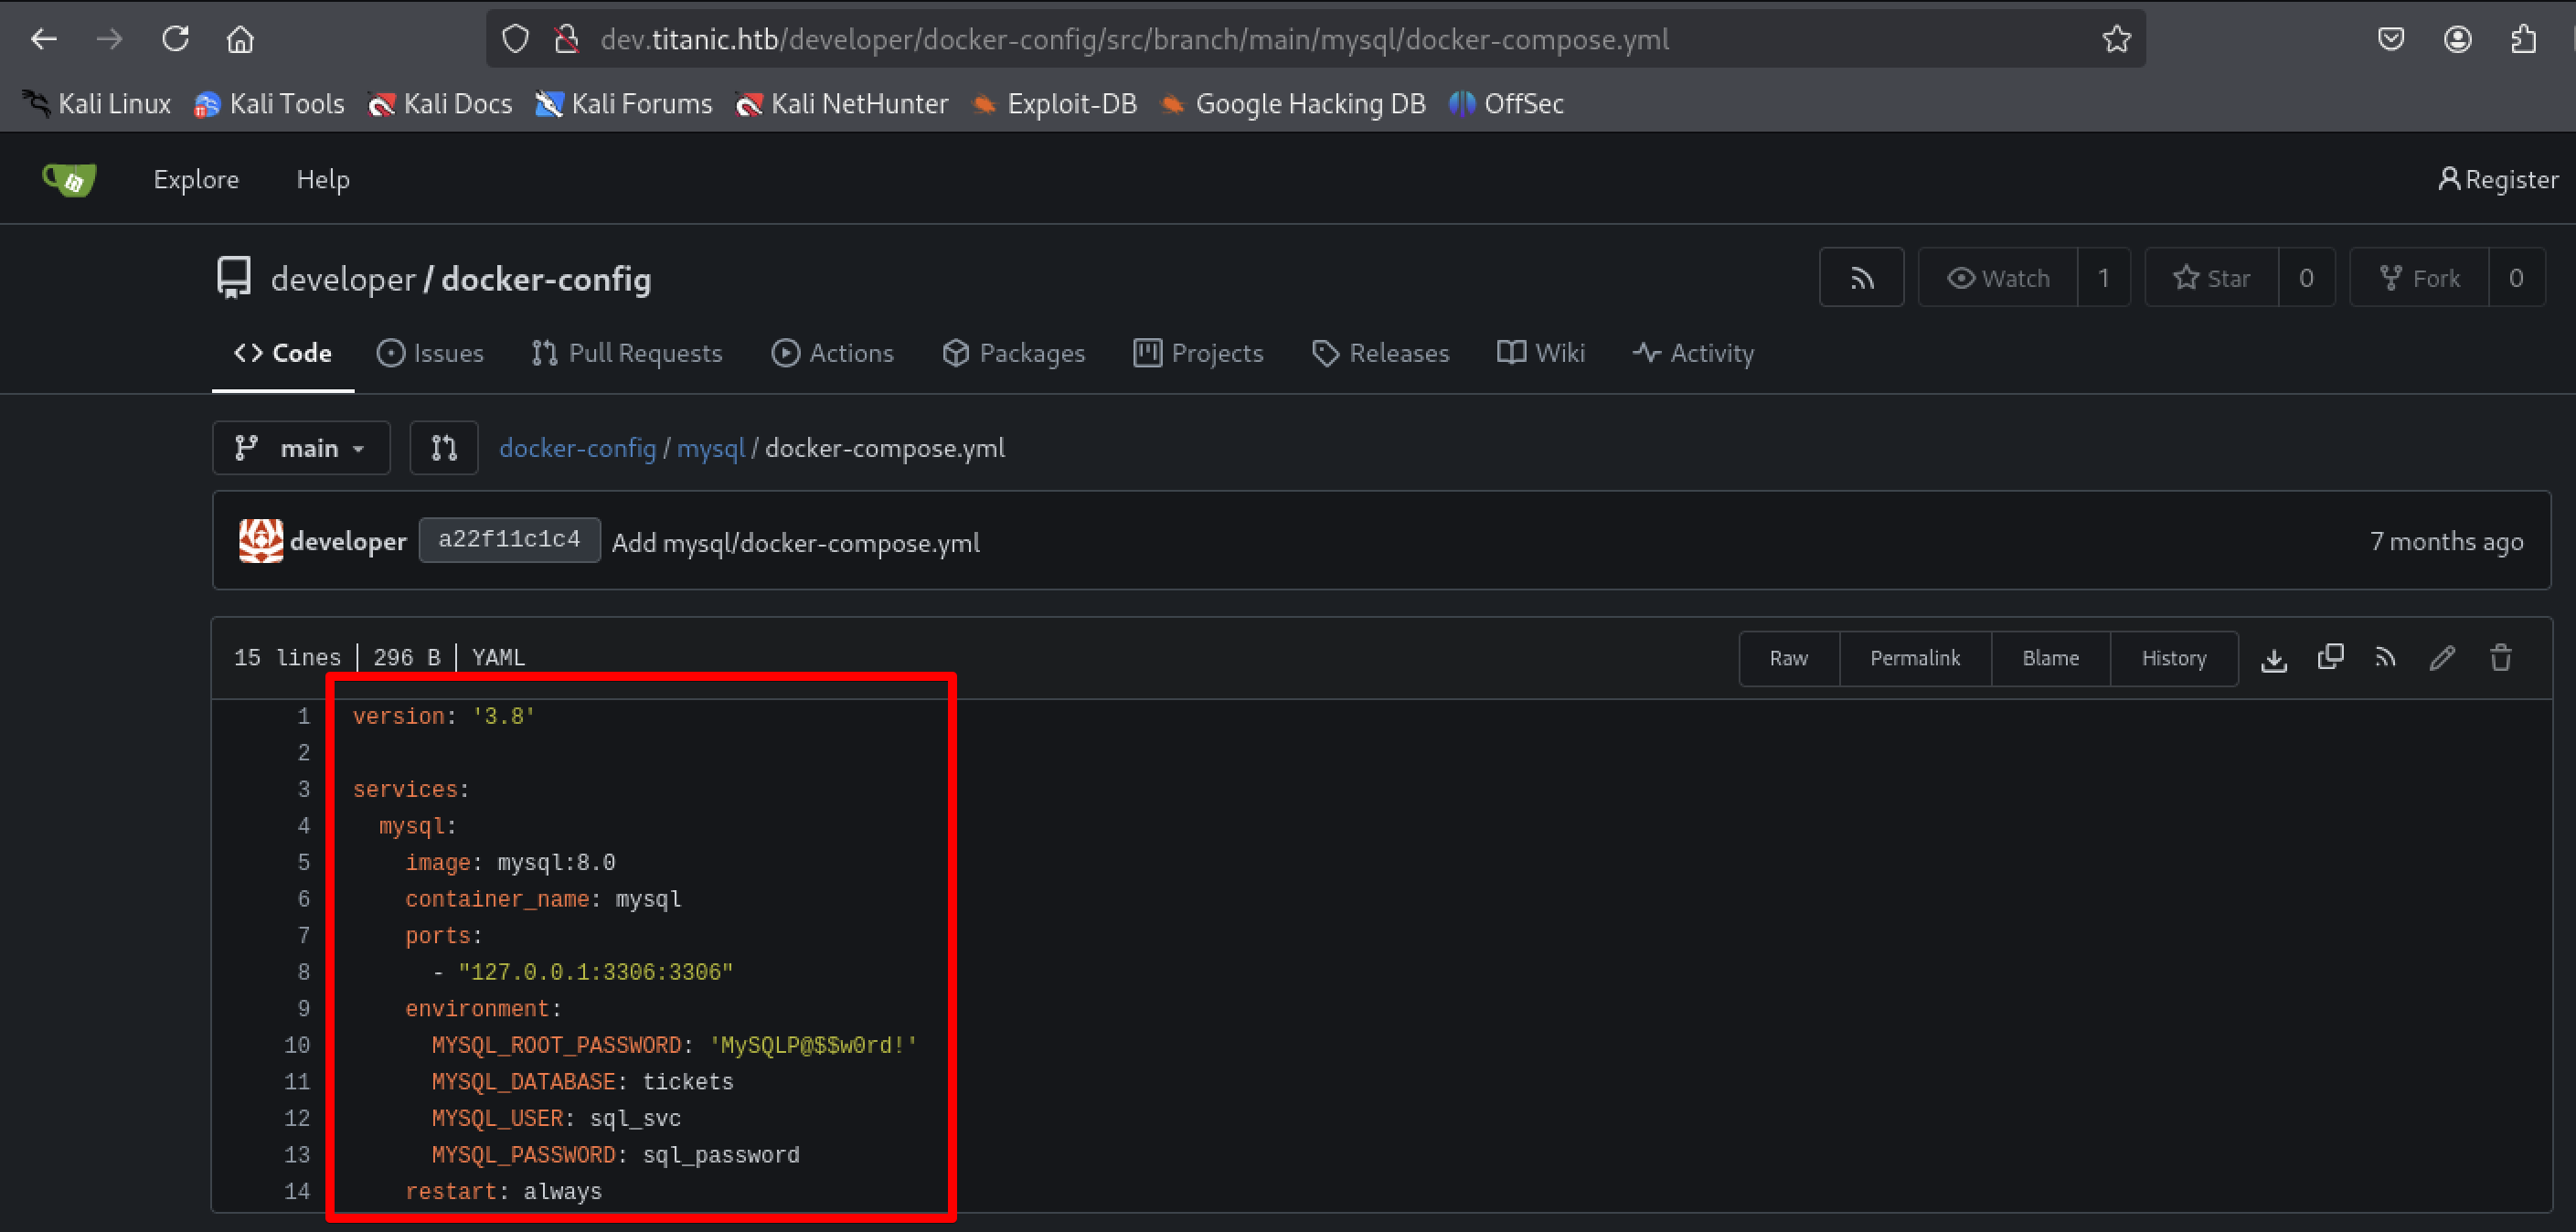 dev.titanic.htb/developer/docker-config/src/branch/main/mysql/docker-compose.yml
Kali Linux Kali Tools Kali Docs Kali Forums Kali NetHunter Exploit-DB Google Hacking DB OffSec
Explore Help Register
developer / docker-config Watch 1 Star 0 Fork 0
Code Issues Pull Requests Actions Packages Projects Releases Wiki Activity
main docker-config / mysql / docker-compose.yml
developer a22f11c1c4 Add mysql/docker-compose.yml 7 months ago
15 lines | 296 B | YAML Raw Permalink Blame History
1 version: '3.8'
2
3 services:
4 mysql:
5 image: mysql:8.0
6 container_name: mysql
7 ports:
8 - "127.0.0.1:3306:3306"
9 environment:
10 MYSQL_ROOT_PASSWORD: 'MySQLP@$$w0rd!'
11 MYSQL_DATABASE: tickets
12 MYSQL_USER: sql_svc
13 MYSQL_PASSWORD: sql_password
14 restart: always